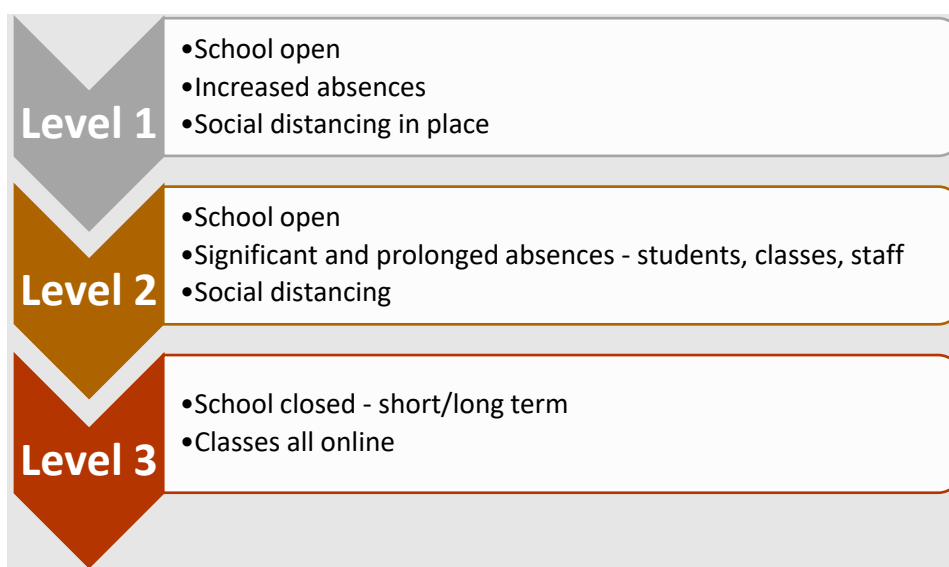 Level 1
•School open
•Increased absences
•Social distancing in place
Level 2
•School open
•Significant and prolonged absences - students, classes, staff
•Social distancing
Level 3
•School closed - short/long term
•Classes all online